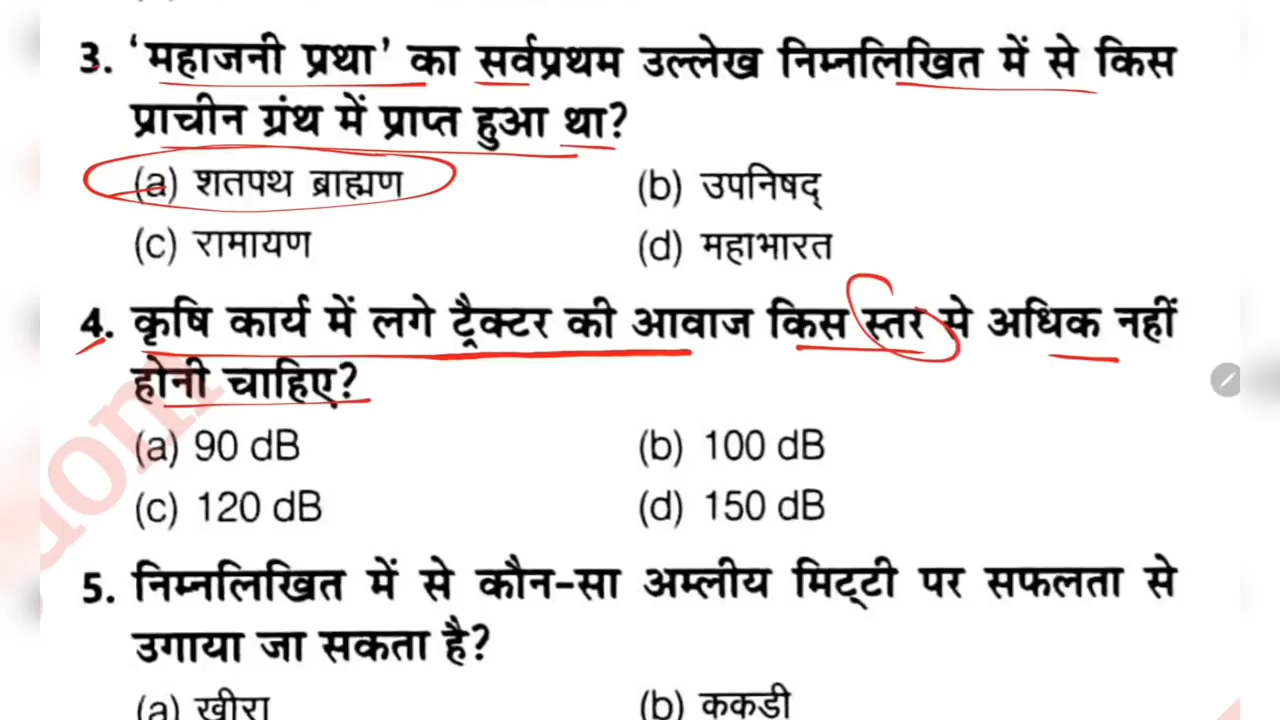 3. 'महाजनी प्रथा' का सर्वप्रथम उल्लेख निम्नलिखित में से किस
प्राचीन ग्रंथ में प्राप्त हुआ था?
(a) शतपथ ब्राह्मण (b) उपनिषद्
(c) रामायण (d) महाभारत
4. कृषि कार्य में लगे ट्रैक्टर की आवाज किस स्तर से अधिक नहीं
होनी चाहिए?
(a) 90 dB (b) 100 dB
(c) 120 dB (d) 150 dB
5. निम्नलिखित में से कौन-सा अम्लीय मिट्टी पर सफलता से
उगाया जा सकता है?
(a) खीरा (b) ककडी